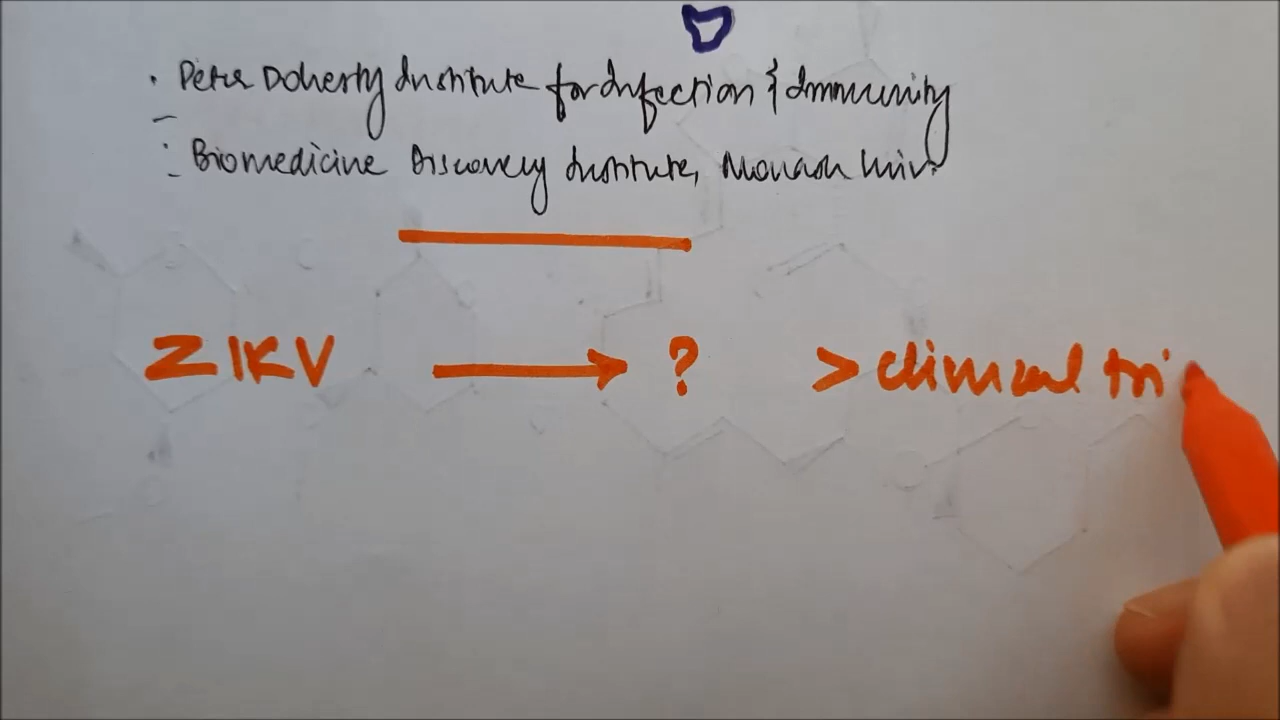 · Peter Doherty Institute for Infection & Immunity
: Biomedicine Discovery Institute, Monash Univ.
ZIKV → ? > clinical tri